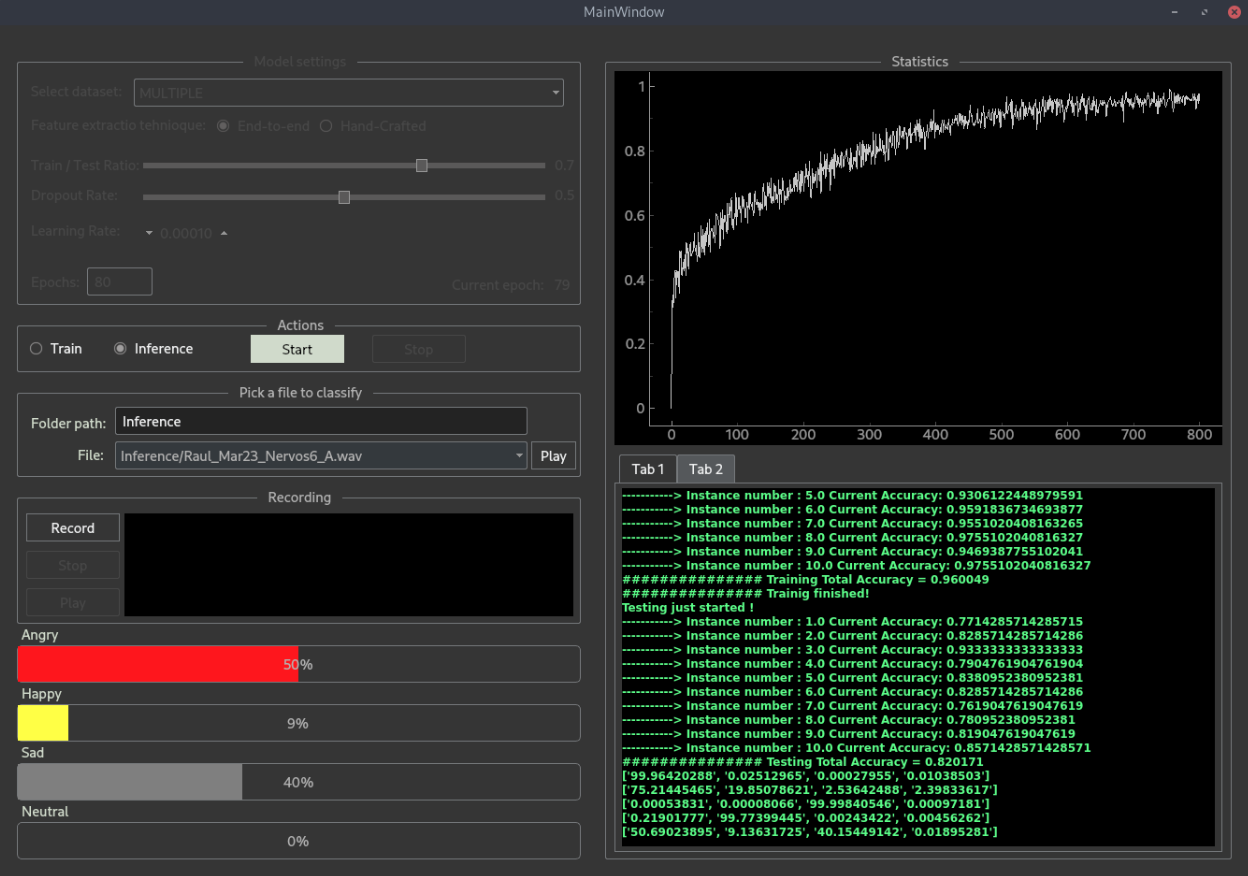 MainWindow
Model settings
Select dataset: MULTIPLE
Feature extractio tehnioque: End-to-end Hand-Crafted
Train / Test Ratio: 0.7
Dropout Rate: 0.5
Learning Rate: 0.00010
Epochs: 80 Current epoch: 79
Actions
Train Inference Start Stop
Pick a file to classify
Folder path: Inference
File: Inference/Raul_Mar23_Nervos6_A.wav Play
Recording
Record
Stop
Play
Angry
50%
Happy
9%
Sad
40%
Neutral
0%
Statistics
1
0.8
0.6
0.4
0.2
0
0 100 200 300 400 500 600 700 800
Tab 1 Tab 2
-----------> Instance number : 5.0 Current Accuracy: 0.9306122448979591
-----------> Instance number : 6.0 Current Accuracy: 0.9591836734693877
-----------> Instance number : 7.0 Current Accuracy: 0.9551020408163265
-----------> Instance number : 8.0 Current Accuracy: 0.9755102040816327
-----------> Instance number : 9.0 Current Accuracy: 0.9469387755102041
-----------> Instance number : 10.0 Current Accuracy: 0.9755102040816327
############### Training Total Accuracy = 0.960049
############### Trainig finished!
Testing just started !
-----------> Instance number : 1.0 Current Accuracy: 0.7714285714285715
-----------> Instance number : 2.0 Current Accuracy: 0.8285714285714286
-----------> Instance number : 3.0 Current Accuracy: 0.9333333333333333
-----------> Instance number : 4.0 Current Accuracy: 0.7904761904761904
-----------> Instance number : 5.0 Current Accuracy: 0.8380952380952381
-----------> Instance number : 6.0 Current Accuracy: 0.8285714285714286
-----------> Instance number : 7.0 Current Accuracy: 0.7619047619047619
-----------> Instance number : 8.0 Current Accuracy: 0.780952380952381
-----------> Instance number : 9.0 Current Accuracy: 0.819047619047619
-----------> Instance number : 10.0 Current Accuracy: 0.8571428571428571
############### Testing Total Accuracy = 0.820171
['99.96420288', '0.02512965', '0.00027955', '0.01038503']
['75.21445465', '19.85078621', '2.53642488', '2.39833617']
['0.00053831', '0.00008066', '99.99840546', '0.00097181']
['0.21901777', '99.77399445', '0.00243422', '0.00456262']
['50.69023895', '9.13631725', '40.15449142', '0.01895281']